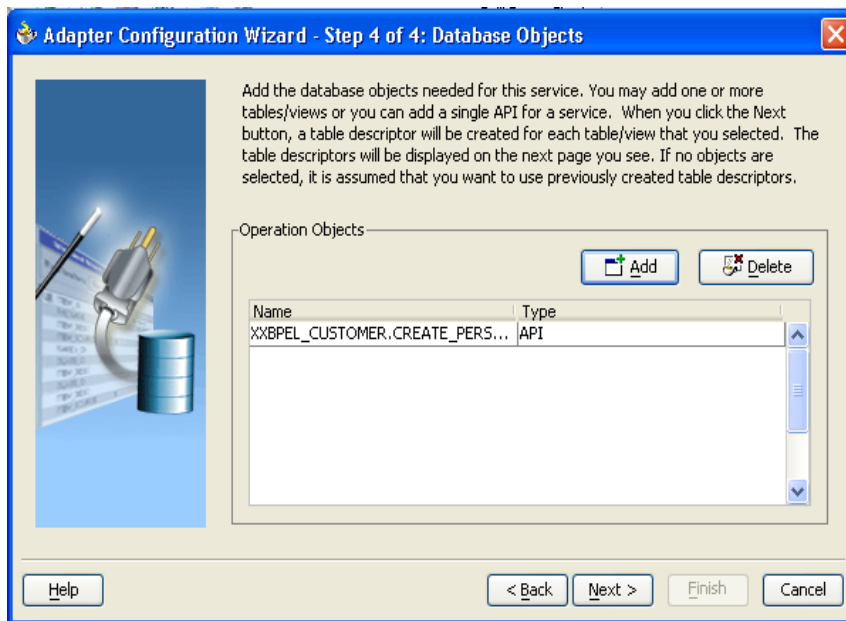 Adapter Configuration Wizard - Step 4 of 4: Database Objects
Add the database objects needed for this service. You may add one or more
tables/views or you can add a single API for a service. When you click the Next
button, a table descriptor will be created for each table/view that you selected. The
table descriptors will be displayed on the next page you see. If no objects are
selected, it is assumed that you want to use previously created table descriptors.
Operation Objects
Add Delete
Name Type
XXBPEL_CUSTOMER.CREATE_PERS... API
Help < Back Next > Finish Cancel